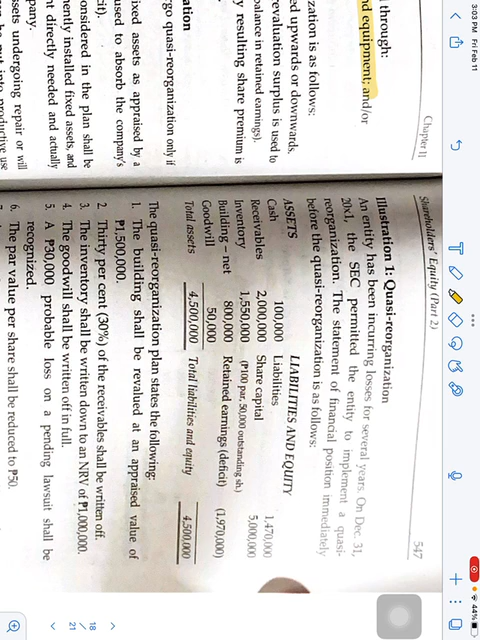 3:03 PM Fri Feb 11
44%
18
21
Chapter 11
l through:
nd equipment; and/or
zation is as follows:
ed upwards or downwards.
revaluation surplus is used to
balance in retained earnings).
y resulting share premium is
ation
rgo quasi-reorganization only if
ixed assets as appraised by a
used to absorb the company's
cit).
onsidered in the plan shall be
nently installed fixed assets, and
nt directly needed and actually
pany.
ssets undergoing repair or will
Shareholders' Equity (Part 2)
547
Illustration 1: Quasi-reorganization
An entity has been incurring losses for several years. On Dec. 31,
20x1, the SEC permitted the entity to implement a quasi-
reorganization. The statement of financial position immediately
before the quasi-reorganization is as follows:
ASSETS LIABILITIES AND EQUITY
Cash 100,000 Liabilities 1,470,000
Receivables 2,000,000 Share capital 5,000,000
Inventory 1,550,000 (₱100 par, 50,000 outstanding sh.)
Building – net 800,000 Retained earnings (deficit) (1,970,000)
Goodwill 50,000
Total assets 4,500,000 Total liabilities and equity 4,500,000
The quasi-reorganization plan states the following:
1. The building shall be revalued at an appraised value of
₱1,500,000.
2. Thirty per cent (30%) of the receivables shall be written off.
3. The inventory shall be written down to an NRV of ₱1,000,000.
4. The goodwill shall be written off in full.
5. A ₱30,000 probable loss on a pending lawsuit shall be
recognized.
6. The par value per share shall be reduced to ₱50.